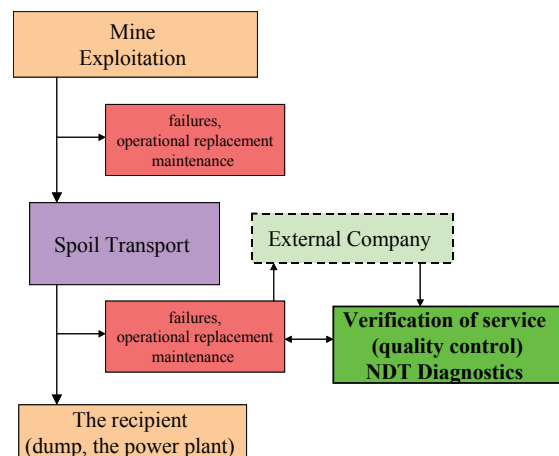 Mine
Exploitation
failures,
operational replacement
maintenance
Spoil Transport
External Company
failures,
operational replacement
maintenance
Verification of service
(quality control)
NDT Diagnostics
The recipient
(dump, the power plant)